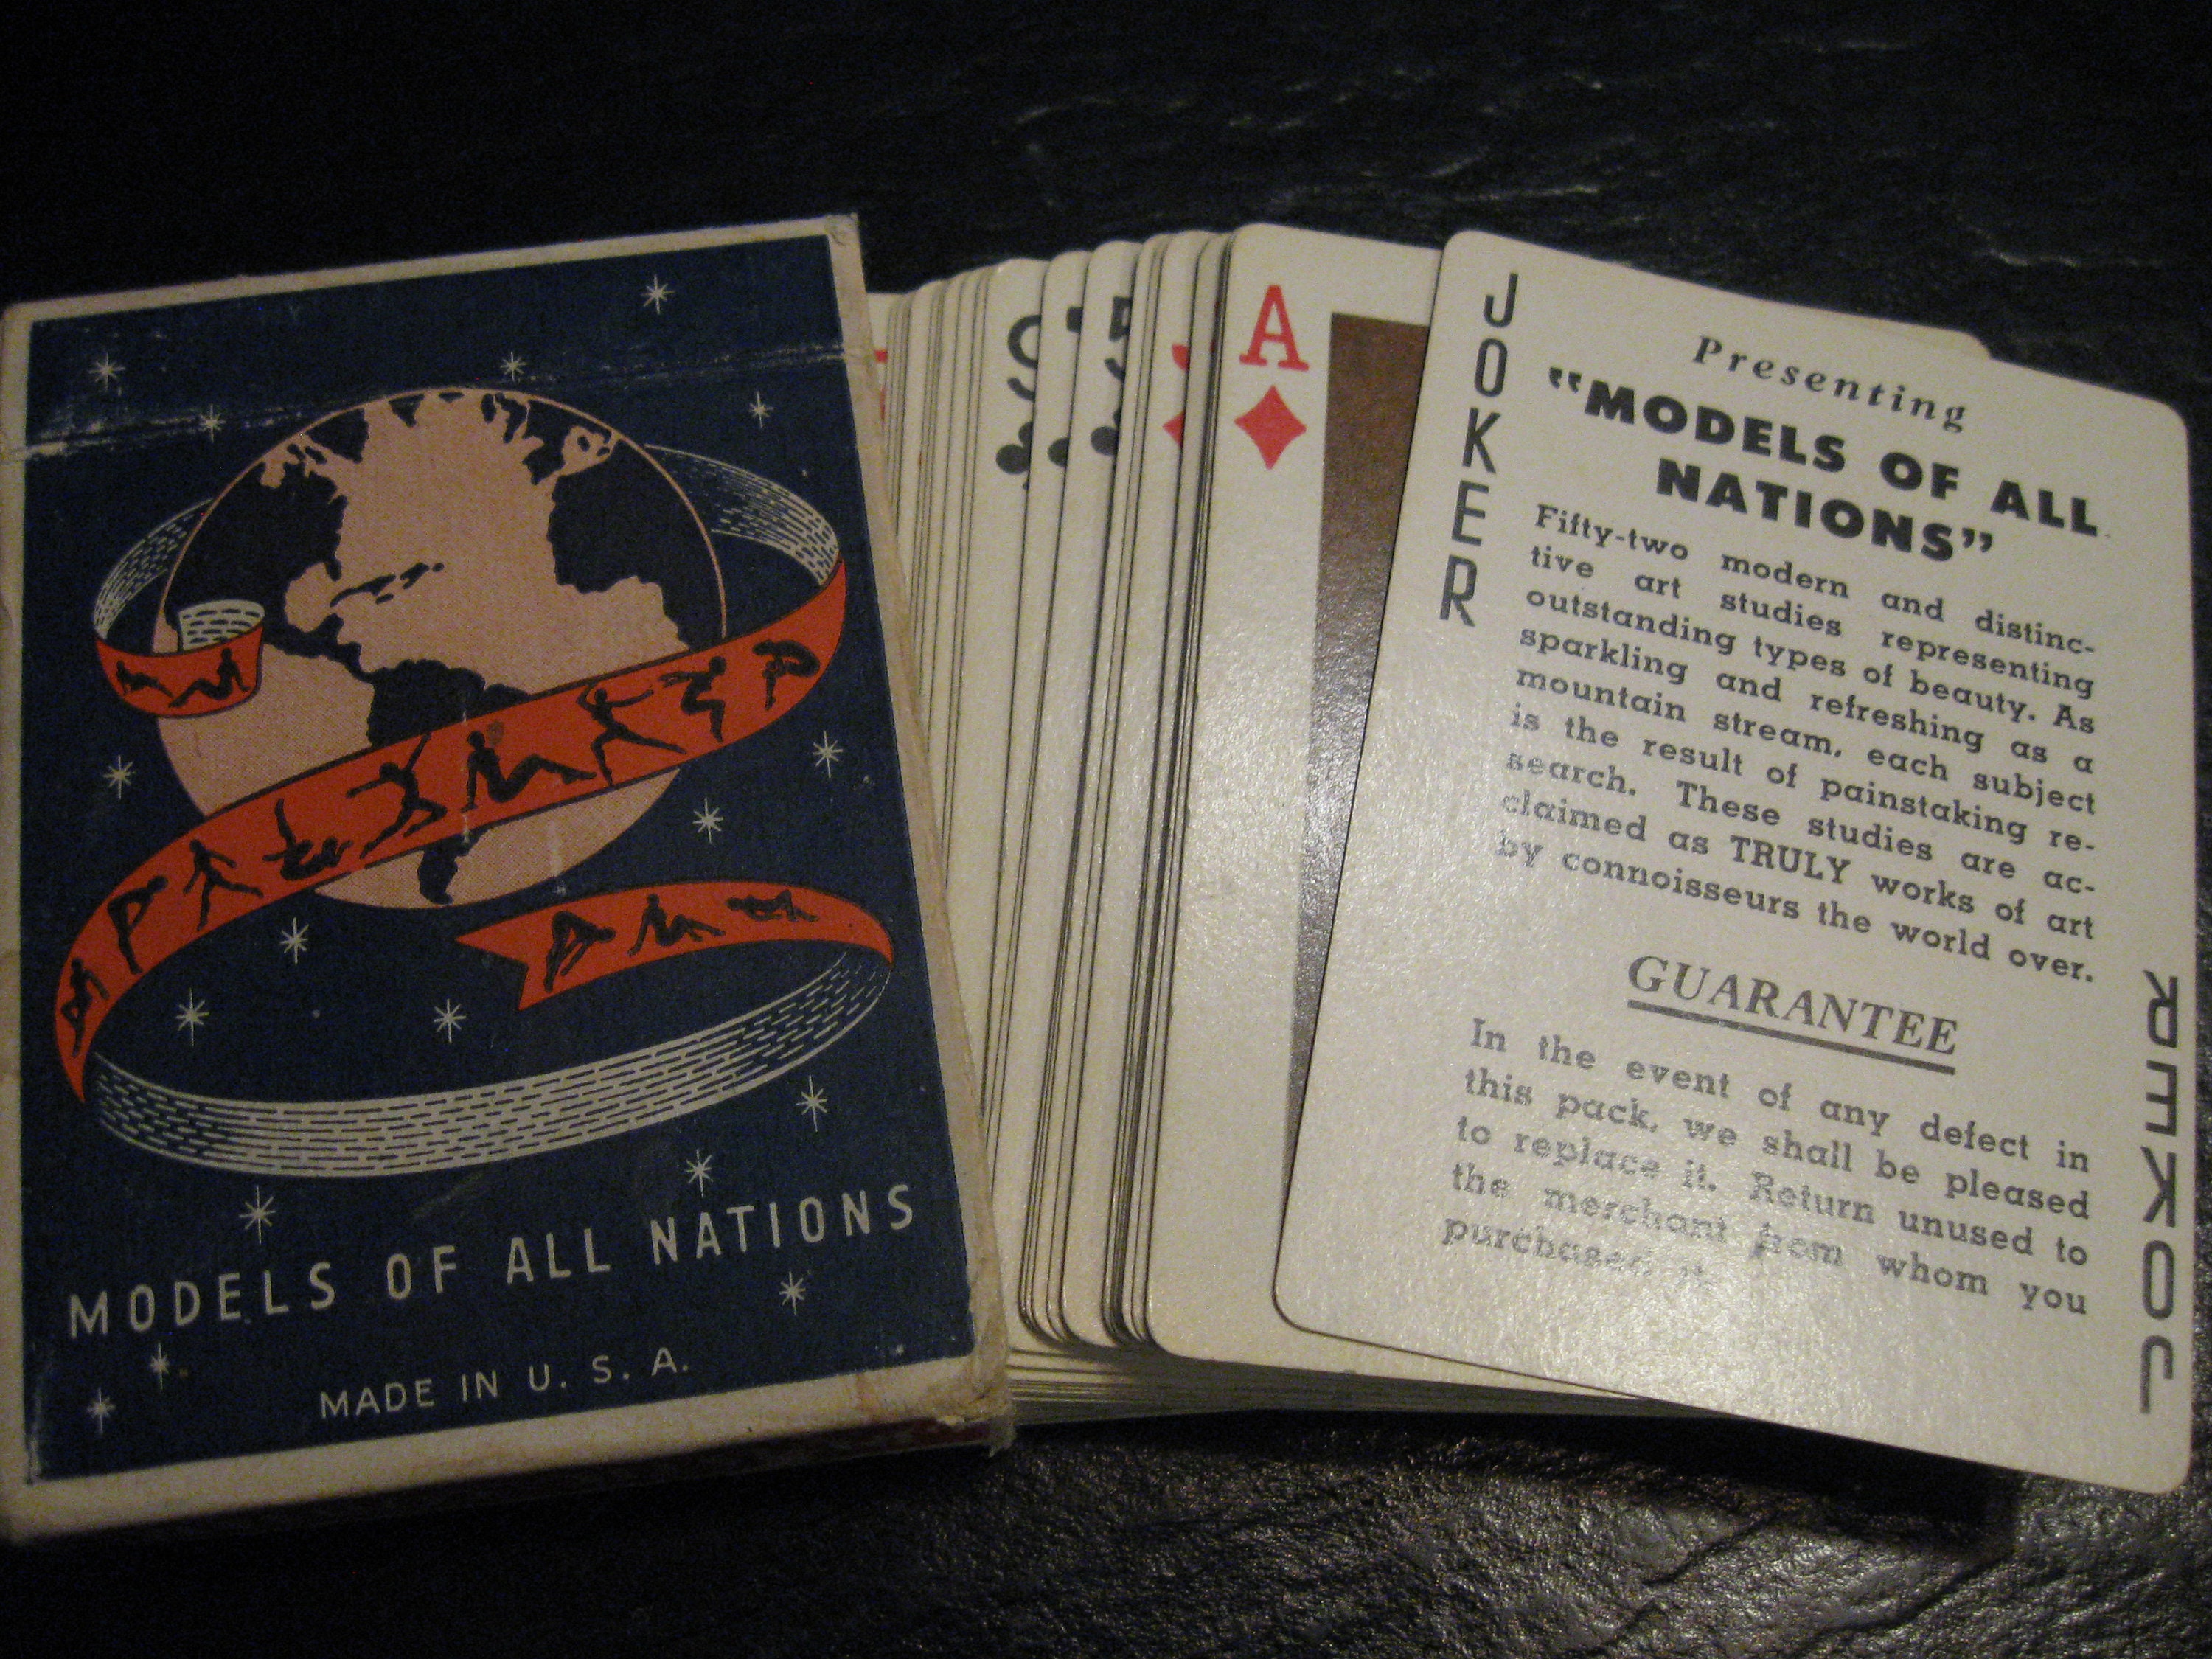 MODELS OF ALL NATIONS
MADE IN U. S. A.
9
5
A
JOKER
Presenting
"MODELS OF ALL
NATIONS"
Fifty-two modern and distinc-
tive art studies representing
outstanding types of beauty. As
sparkling and refreshing as a
mountain stream, each subject
is the result of painstaking re-
search. These studies are ac-
claimed as TRULY works of art
by connoisseurs the world over.
GUARANTEE
In the event of any defect in
this pack, we shall be pleased
to replace it. Return unused to
the merchant from whom you
purchased it.
JOKER